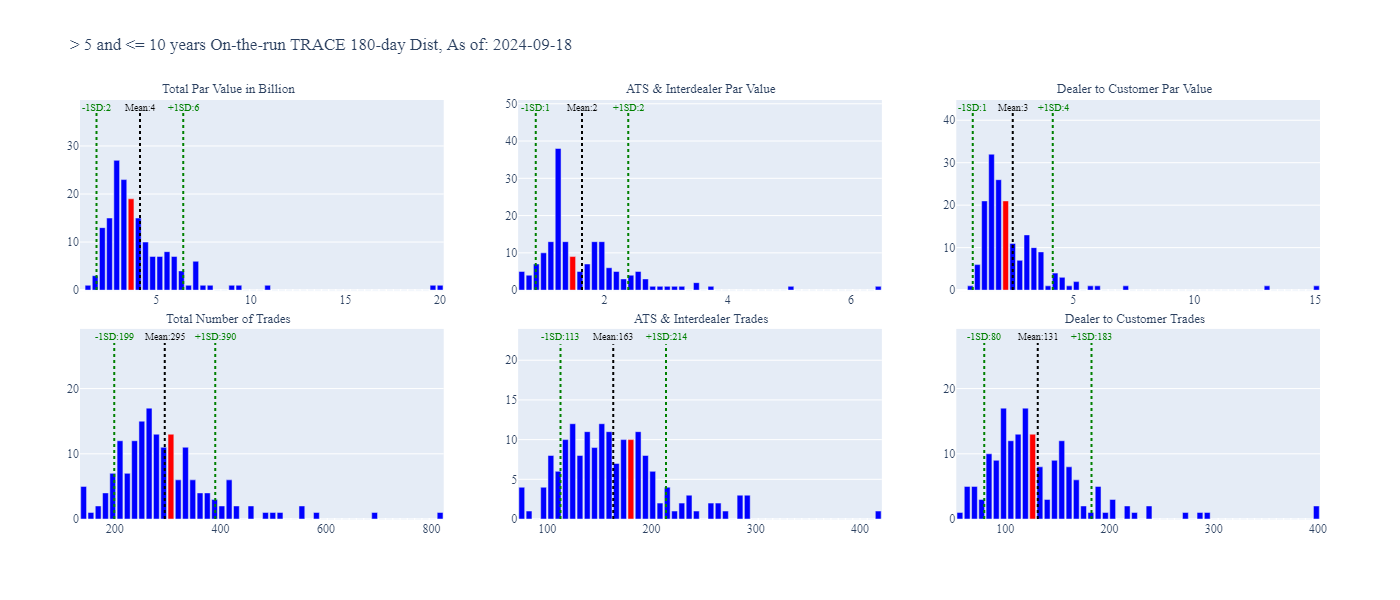 > 5 and <= 10 years On-the-run TRACE 180-day Dist, As of: 2024-09-18
Total Par Value in Billion
-1SD:2 Mean:4 +1SD:6
30
20
10
0
5 10 15 20
ATS & Interdealer Par Value
-1SD:1 Mean:2 +1SD:2
50
40
30
20
10
0
2 4 6
Dealer to Customer Par Value
-1SD:1 Mean:3 +1SD:4
40
30
20
10
0
5 10 15
Total Number of Trades
-1SD:199 Mean:295 +1SD:390
20
10
0
200 400 600 800
ATS & Interdealer Trades
-1SD:113 Mean:163 +1SD:214
20
15
10
5
0
100 200 300 400
Dealer to Customer Trades
-1SD:80 Mean:131 +1SD:183
20
10
0
100 200 300 400